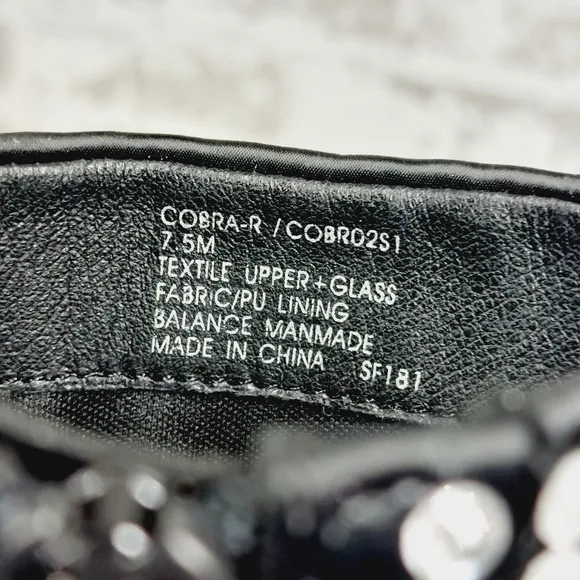 COBRA-R /COBR02S1
7.5M
TEXTILE UPPER+GLASS
FABRIC/PU LINING
BALANCE MANMADE
MADE IN CHINA SF181